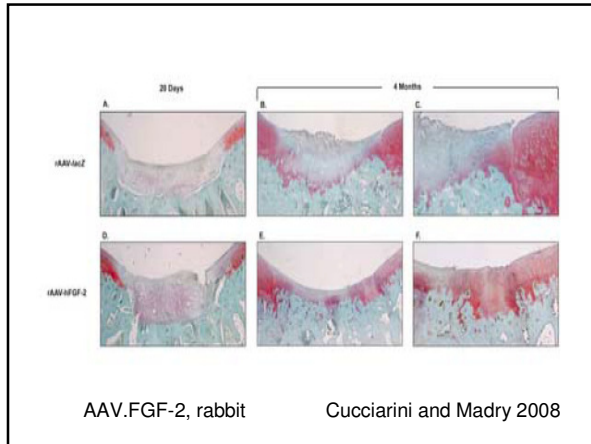 20 Days
4 Months
A.
B.
C.
rAAV-lacZ
D.
E.
F.
rAAV-hFGF-2
AAV.FGF-2, rabbit
Cucciarini and Madry 2008